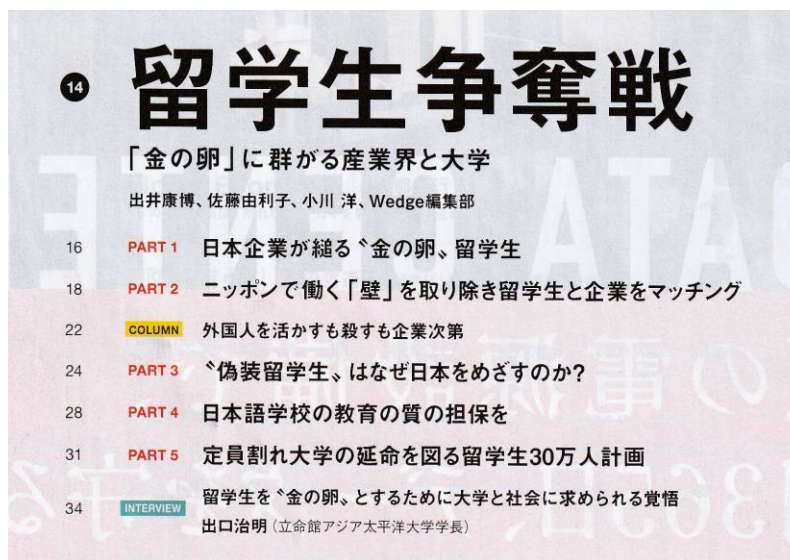 14 留学生争奪戦
「金の卵」に群がる産業界と大学
出井康博、佐藤由利子、小川 洋、Wedge編集部
16 PART 1 日本企業が縋る〝金の卵〟留学生
18 PART 2 ニッポンで働く「壁」を取り除き留学生と企業をマッチング
22 COLUMN 外国人を活かすも殺すも企業次第
24 PART 3 〝偽装留学生〟はなぜ日本をめざすのか?
28 PART 4 日本語学校の教育の質の担保を
31 PART 5 定員割れ大学の延命を図る留学生30万人計画
34 INTERVIEW 留学生を〝金の卵〟とするために大学と社会に求められる覚悟
出口治明(立命館アジア太平洋大学学長)